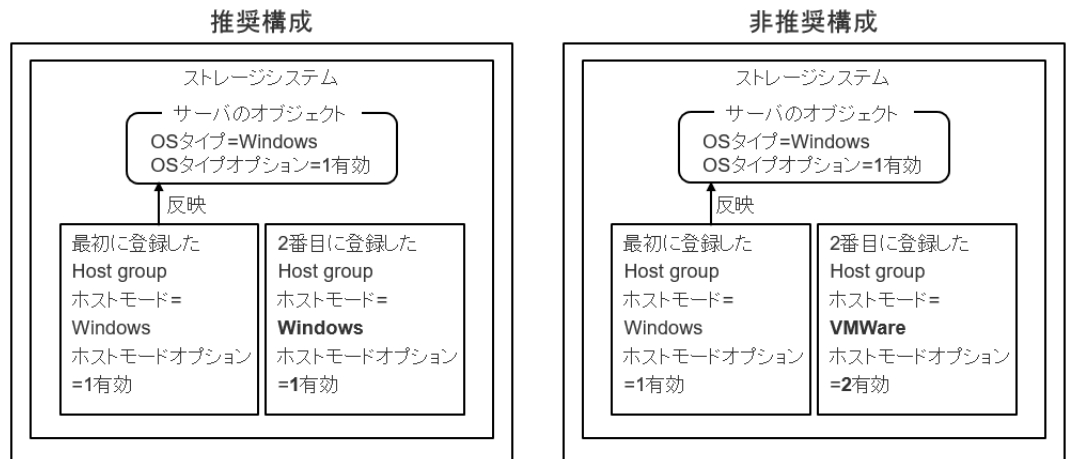 推奨構成
ストレージシステム
サーバのオブジェクト
OSタイプ=Windows
OSタイプオプション=1有効
反映
最初に登録した
Host group
ホストモード=
Windows
ホストモードオプション
=1有効
2番目に登録した
Host group
ホストモード=
Windows
ホストモードオプション
=1有効
非推奨構成
ストレージシステム
サーバのオブジェクト
OSタイプ=Windows
OSタイプオプション=1有効
反映
最初に登録した
Host group
ホストモード=
Windows
ホストモードオプション
=1有効
2番目に登録した
Host group
ホストモード=
VMWare
ホストモードオプション
=2有効